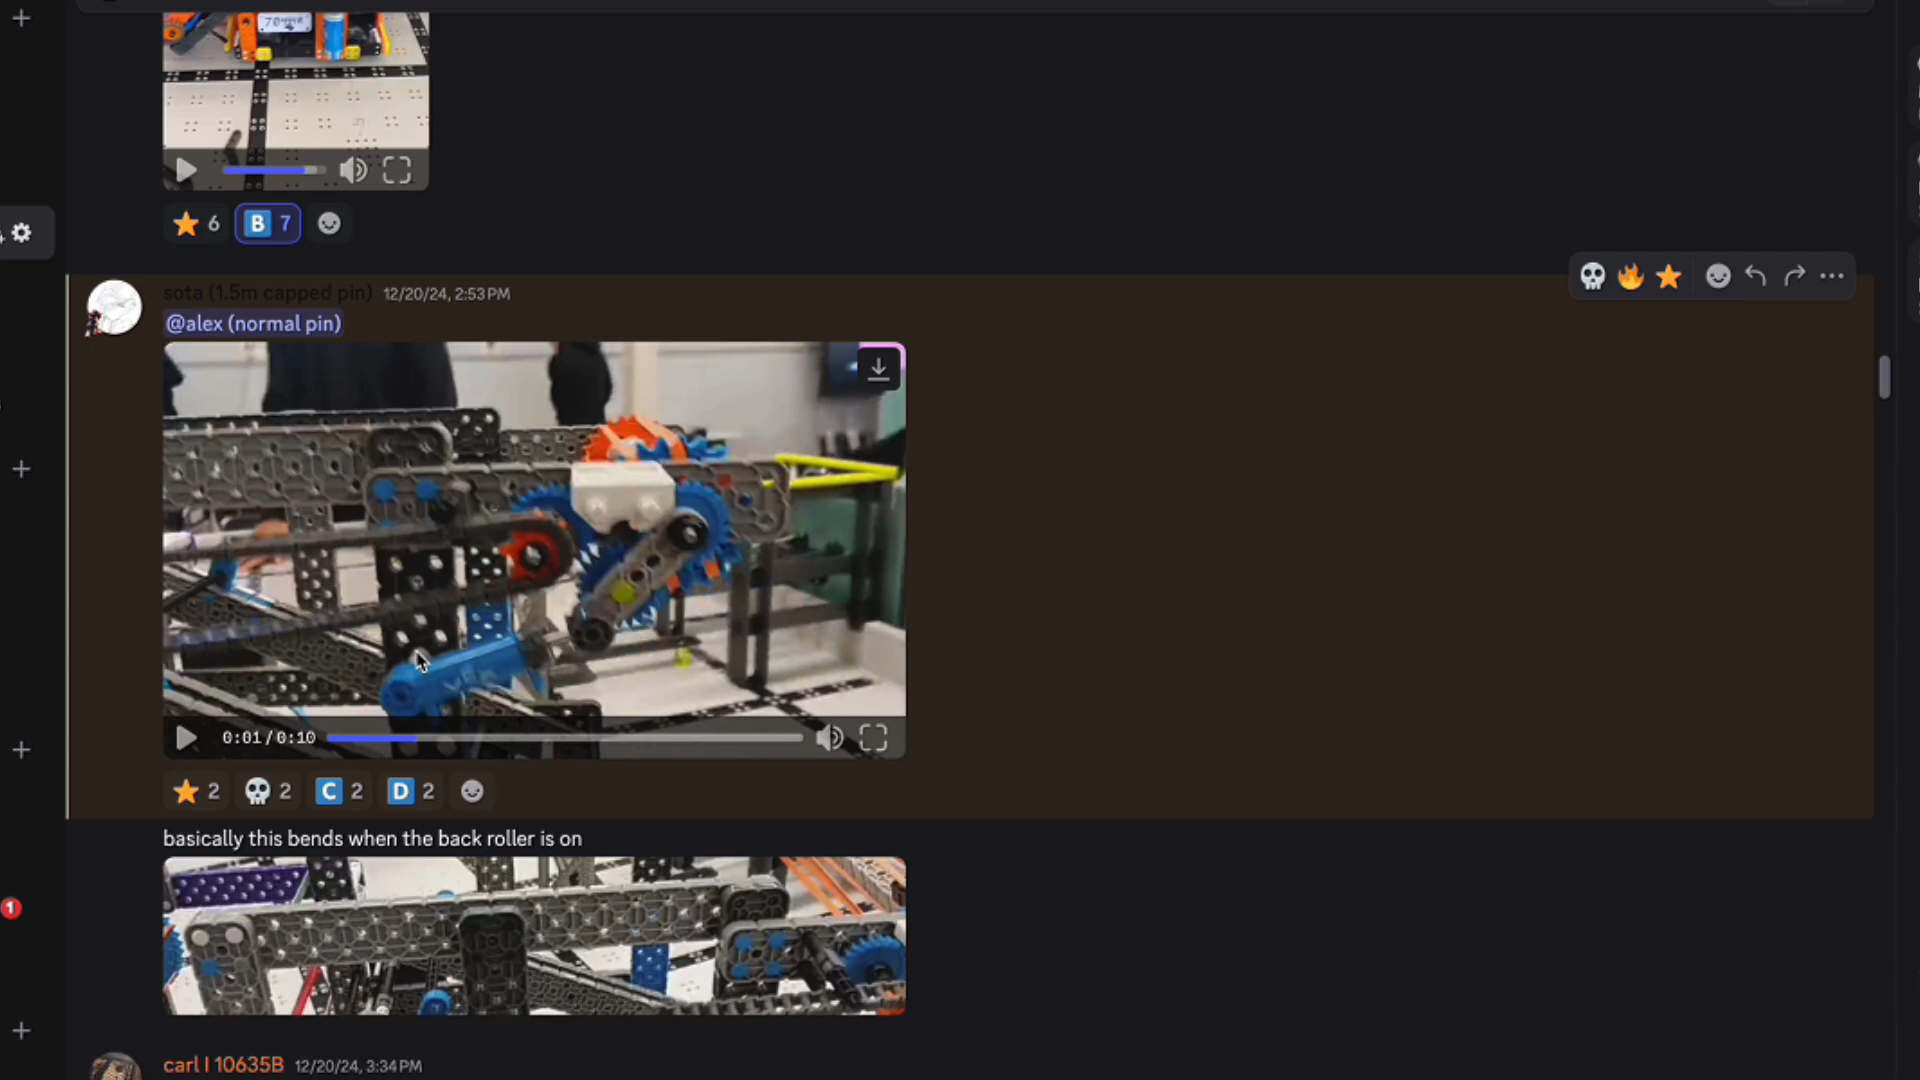 6
B 7
sota (1.5m capped pin) 12/20/24, 2:53 PM
@alex (normal pin)
0:01 / 0:10
2
2
C 2
D 2
basically this bends when the back roller is on
1
carl | 10635B 12/20/24, 3:34 PM